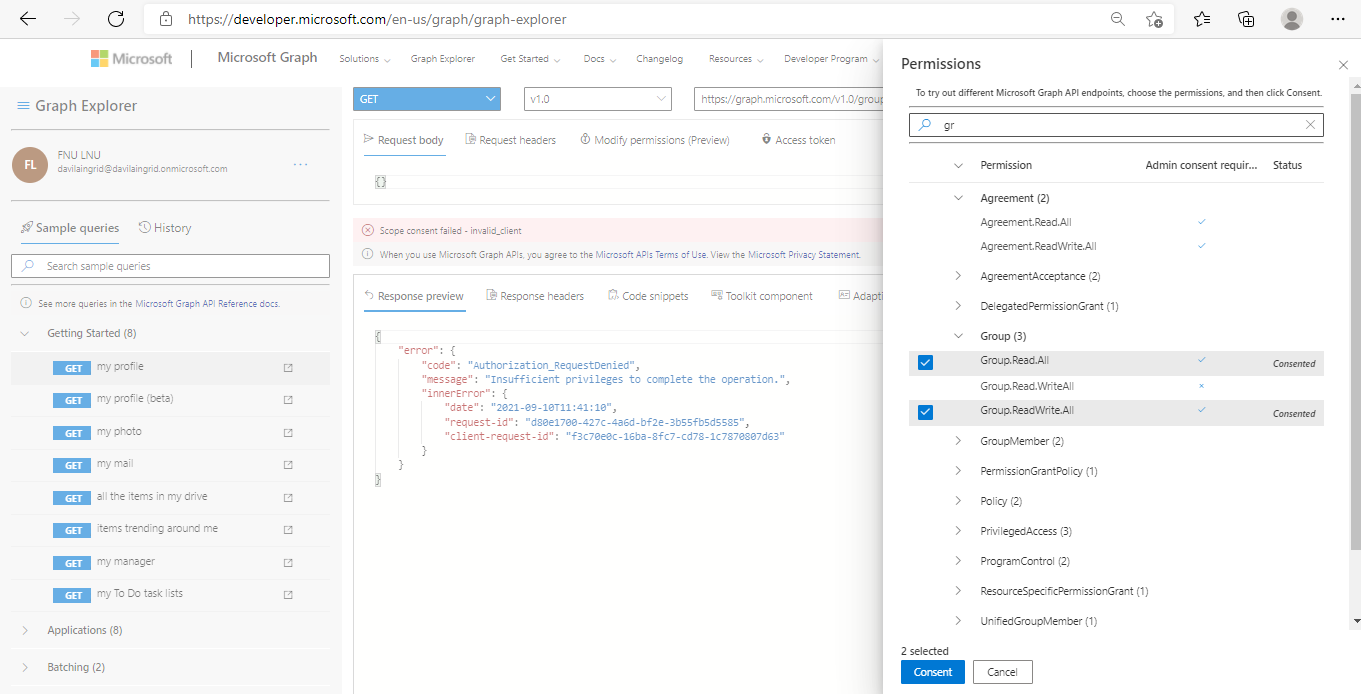 https://developer.microsoft.com/en-us/graph/graph-explorer
Microsoft
Microsoft Graph
Solutions
Graph Explorer
Get Started
Docs
Changelog
Resources
Developer Program
Graph Explorer
FL
FNU LNU
davilaingrid@davilaingrid.onmicrosoft.com
...
Sample queries
History
Search sample queries
See more queries in the Microsoft Graph API Reference docs.
Getting Started (8)
GET my profile
GET my profile (beta)
GET my photo
GET my mail
GET all the items in my drive
GET items trending around me
GET my manager
GET my To Do task lists
Applications (8)
Batching (2)
GET
v1.0
https://graph.microsoft.com/v1.0/group
Request body
Request headers
Modify permissions (Preview)
Access token
{}
Scope consent failed - invalid_client
When you use Microsoft Graph APIs, you agree to the Microsoft APIs Terms of Use. View the Microsoft Privacy Statement.
Response preview
Response headers
Code snippets
Toolkit component
Adapti
{
"error": {
"code": "Authorization_RequestDenied",
"message": "Insufficient privileges to complete the operation.",
"innerError": {
"date": "2021-09-10T11:41:10",
"request-id": "d80e1700-427c-4a6d-bf2e-3b55fb5d5585",
"client-request-id": "f3c70e0c-16ba-8fc7-cd78-1c7870807d63"
}
}
}
Permissions
To try out different Microsoft Graph API endpoints, choose the permissions, and then click Consent.
gr
Permission Admin consent requir... Status
Agreement (2)
Agreement.Read.All
Agreement.ReadWrite.All
AgreementAcceptance (2)
DelegatedPermissionGrant (1)
Group (3)
Group.Read.All Consented
Group.Read.WriteAll
Group.ReadWrite.All Consented
GroupMember (2)
PermissionGrantPolicy (1)
Policy (2)
PrivilegedAccess (3)
ProgramControl (2)
ResourceSpecificPermissionGrant (1)
UnifiedGroupMember (1)
2 selected
Consent
Cancel